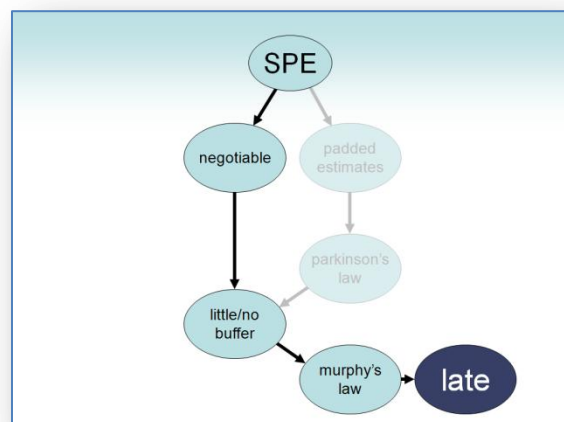 SPE
negotiable
padded
estimates
parkinson's
law
little/no
buffer
murphy's
law
late